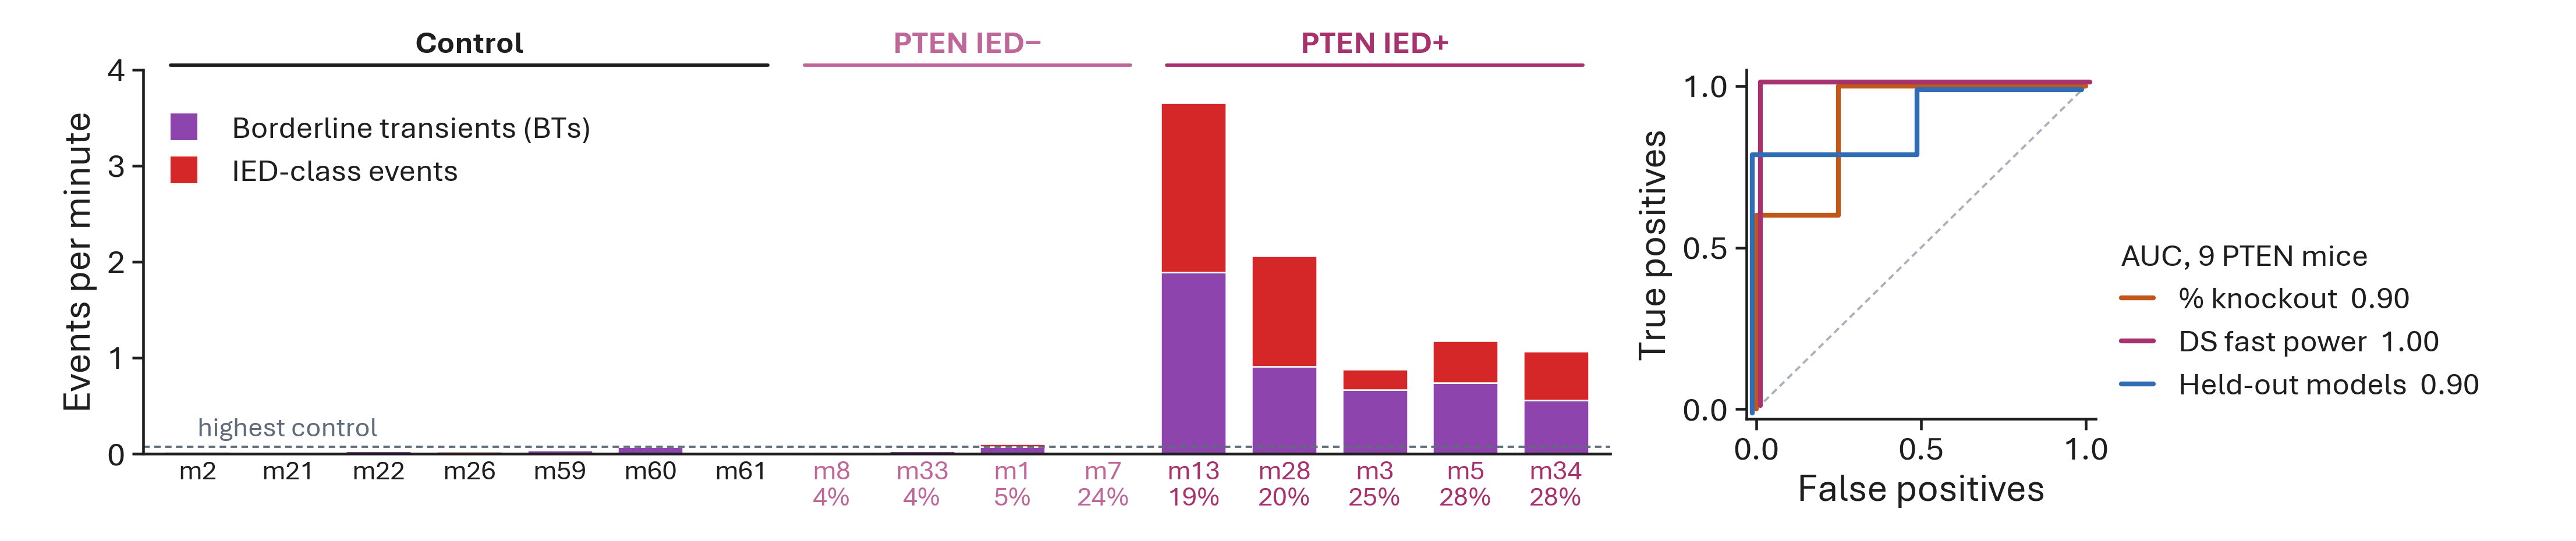 Control
PTEN IED−
PTEN IED+
Events per minute
4
3
2
1
0
Borderline transients (BTs)
IED-class events
highest control
m2 m21 m22 m26 m59 m60 m61 m8 m33 m1 m7 m13 m28 m3 m5 m34
4% 4% 5% 24% 19% 20% 25% 28% 28%
True positives
1.0
0.5
0.0
0.0 0.5 1.0
False positives
AUC, 9 PTEN mice
% knockout 0.90
DS fast power 1.00
Held-out models 0.90